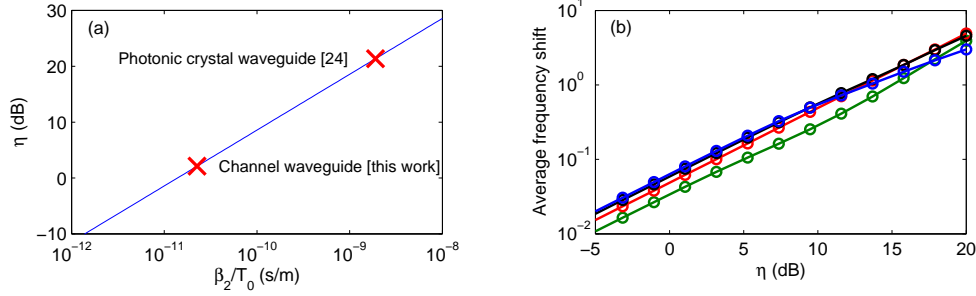 (a)
30
20
10
0
−10
η (dB)
Photonic crystal waveguide [24]
Channel waveguide [this work]
10⁻¹² 10⁻¹¹ 10⁻¹⁰ 10⁻⁹ 10⁻⁸
β₂/T₀ (s/m)
(b)
10¹
10⁰
10⁻¹
10⁻²
Average frequency shift
−5 0 5 10 15 20
η (dB)